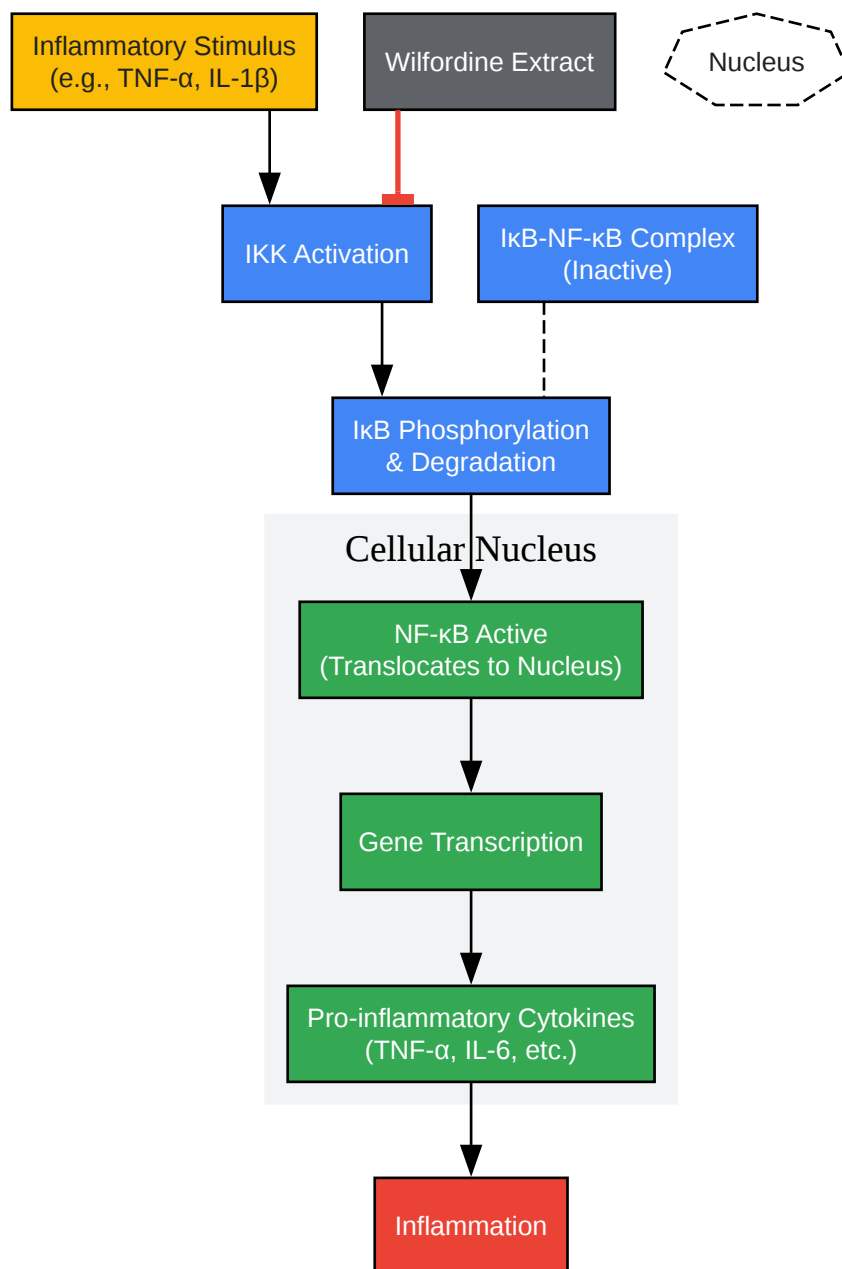 Inflammatory Stimulus
(e.g., TNF-α, IL-1β)
Wilfordine Extract
Nucleus
IKK Activation
IκB-NF-κB Complex
(Inactive)
IκB Phosphorylation
& Degradation
Cellular Nucleus
NF-κB Active
(Translocates to Nucleus)
Gene Transcription
Pro-inflammatory Cytokines
(TNF-α, IL-6, etc.)
Inflammation